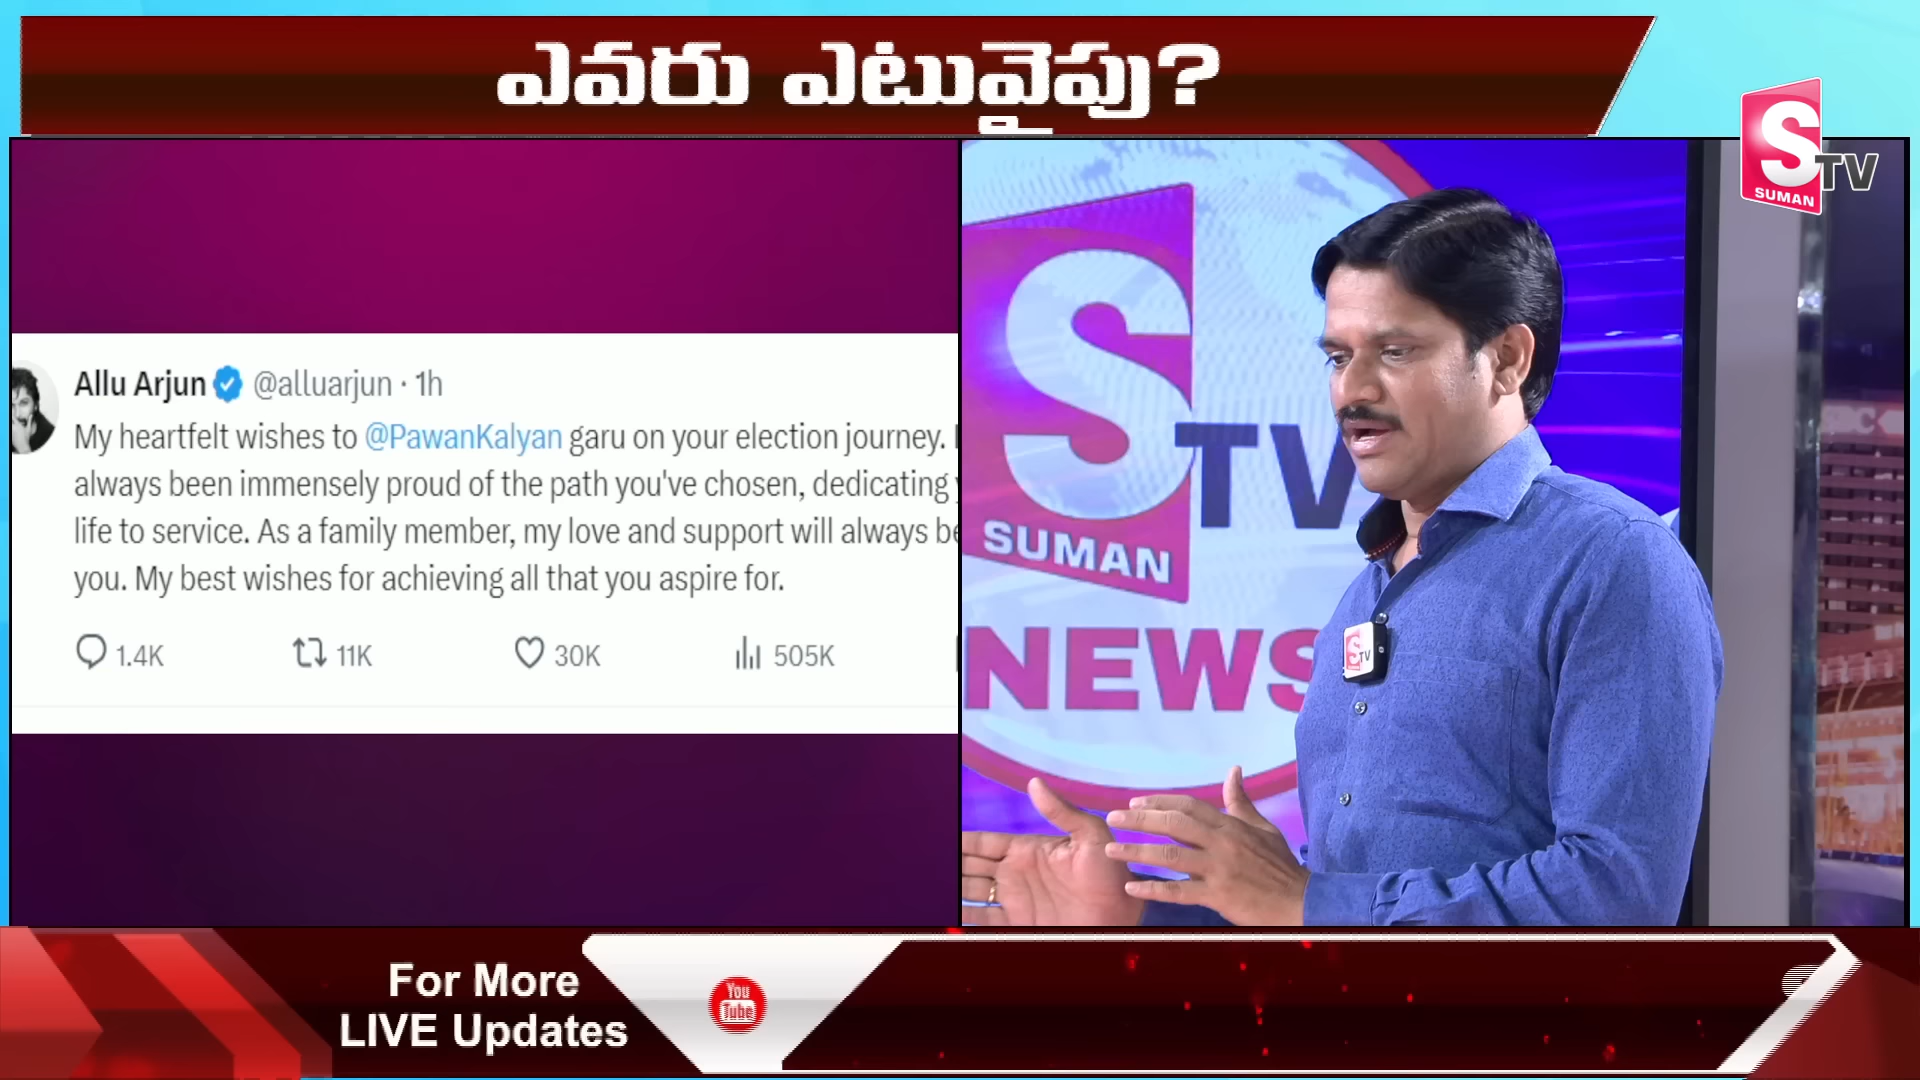 ఎవరు ఎటువైపు?
S
TV
SUMAN
Allu Arjun @alluarjun · 1h
My heartfelt wishes to @PawanKalyan garu on your election journey.
always been immensely proud of the path you've chosen, dedicating
life to service. As a family member, my love and support will always
you. My best wishes for achieving all that you aspire for.
1.4K 11K 30K 505K
S
TV
SUMAN
NEWS
S
TV
For More
LIVE Updates
You
Tube